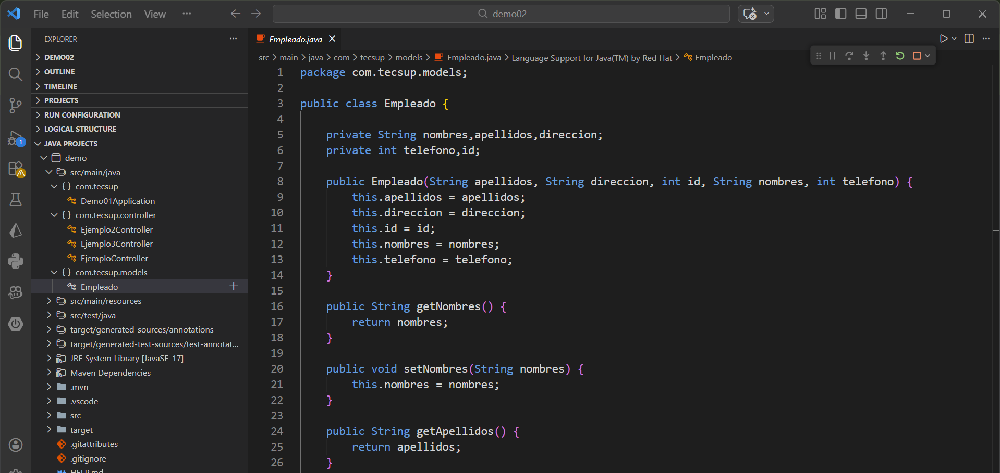 File Edit Selection View ··· demo02
EXPLORER ···
DEMO02
OUTLINE
TIMELINE
PROJECTS
RUN CONFIGURATION
LOGICAL STRUCTURE
JAVA PROJECTS
demo
src/main/java
{} com.tecsup
Demo01Application
{} com.tecsup.controller
Ejemplo2Controller
Ejemplo3Controller
EjemploController
{} com.tecsup.models
Empleado
src/main/resources
src/test/java
target/generated-sources/annotations
target/generated-test-sources/test-annotat...
JRE System Library [JavaSE-17]
Maven Dependencies
.mvn
.vscode
src
target
.gitattributes
.gitignore
HELP.md
1
Empleado.java
src > main > java > com > tecsup > models > Empleado.java > Language Support for Java(TM) by Red Hat > Empleado
1 package com.tecsup.models;
2
3 public class Empleado {
4
5 private String nombres,apellidos,direccion;
6 private int telefono,id;
7
8 public Empleado(String apellidos, String direccion, int id, String nombres, int telefono) {
9 this.apellidos = apellidos;
10 this.direccion = direccion;
11 this.id = id;
12 this.nombres = nombres;
13 this.telefono = telefono;
14 }
15
16 public String getNombres() {
17 return nombres;
18 }
19
20 public void setNombres(String nombres) {
21 this.nombres = nombres;
22 }
23
24 public String getApellidos() {
25 return apellidos;
26 }